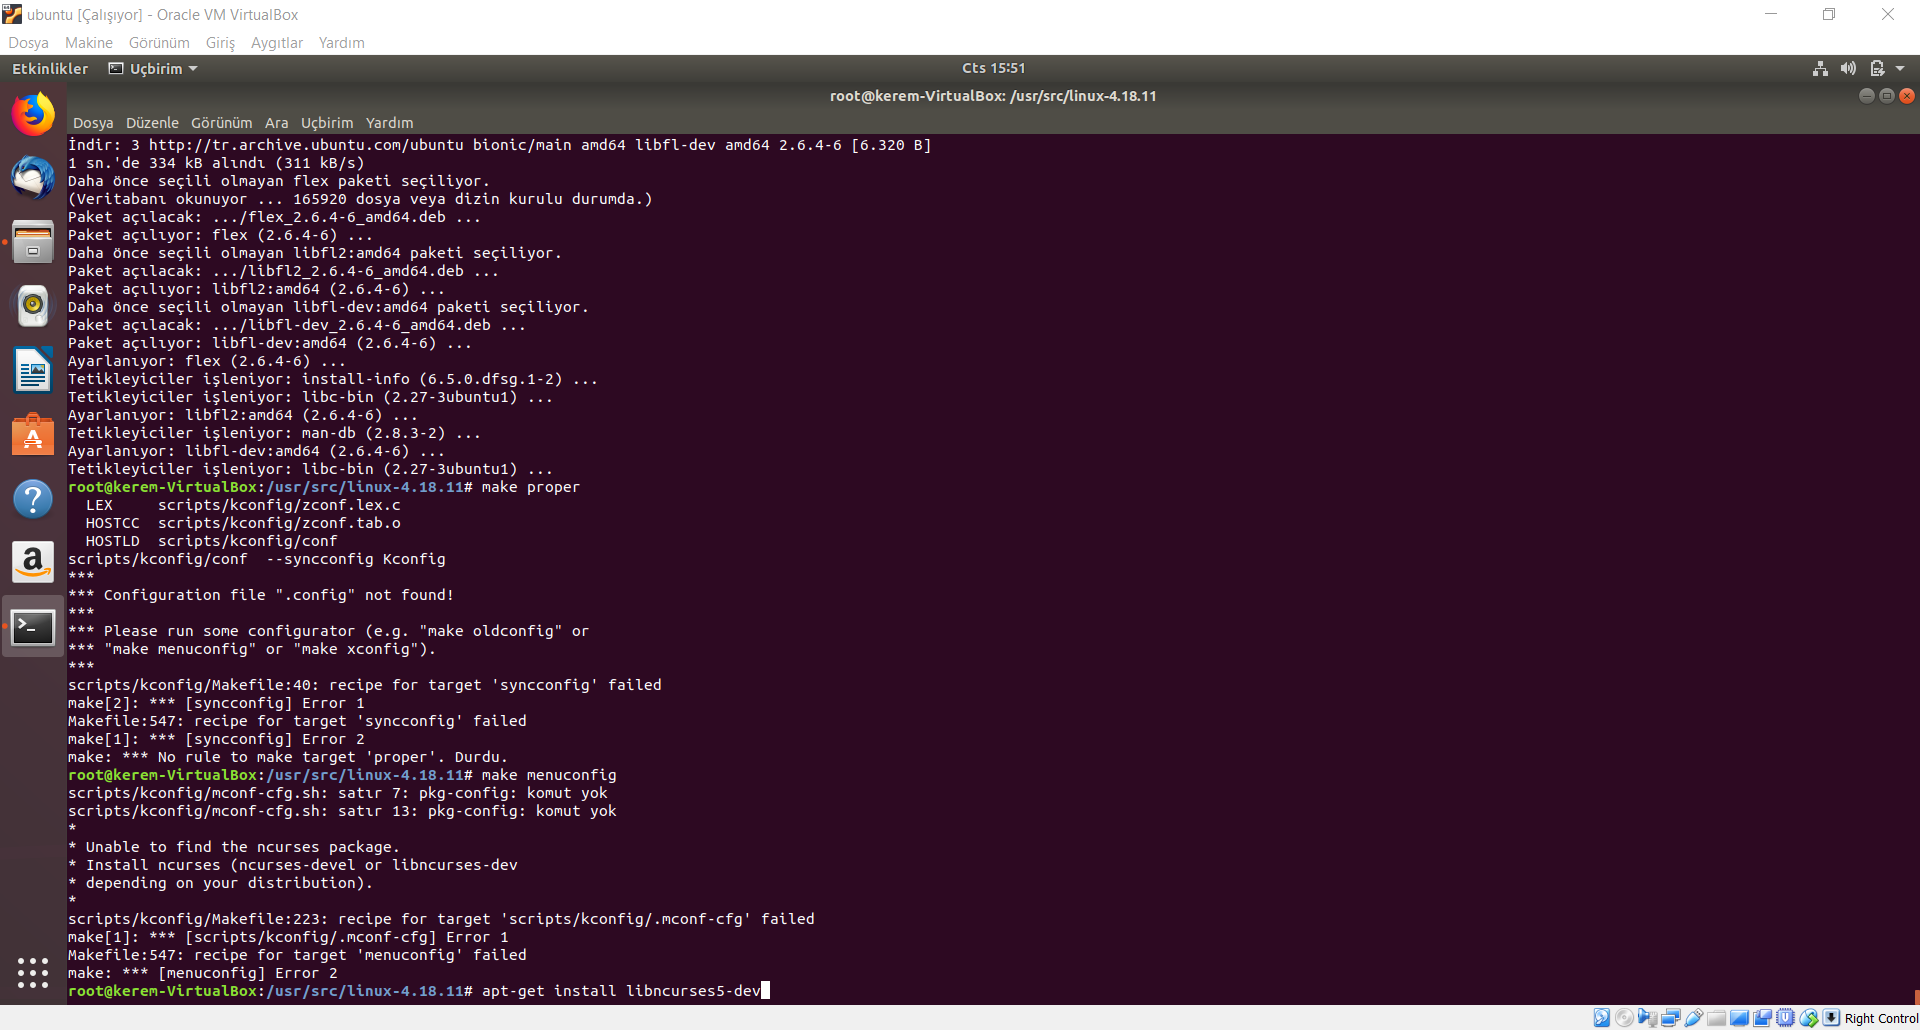 ubuntu [Çalışıyor] - Oracle VM VirtualBox
Dosya Makine Görünüm Giriş Aygıtlar Yardım
Etkinlikler Uçbirim Cts 15:51
root@kerem-VirtualBox: /usr/src/linux-4.18.11
Dosya Düzenle Görünüm Ara Uçbirim Yardım
İndir: 3 http://tr.archive.ubuntu.com/ubuntu bionic/main amd64 libfl-dev amd64 2.6.4-6 [6.320 B]
1 sn.'de 334 kB alındı (311 kB/s)
Daha önce seçili olmayan flex paketi seçiliyor.
(Veritabanı okunuyor ... 165920 dosya veya dizin kurulu durumda.)
Paket açılacak: .../flex_2.6.4-6_amd64.deb ...
Paket açılıyor: flex (2.6.4-6) ...
Daha önce seçili olmayan libfl2:amd64 paketi seçiliyor.
Paket açılacak: .../libfl2_2.6.4-6_amd64.deb ...
Paket açılıyor: libfl2:amd64 (2.6.4-6) ...
Daha önce seçili olmayan libfl-dev:amd64 paketi seçiliyor.
Paket açılacak: .../libfl-dev_2.6.4-6_amd64.deb ...
Paket açılıyor: libfl-dev:amd64 (2.6.4-6) ...
Ayarlanıyor: flex (2.6.4-6) ...
Tetikleyiciler işleniyor: install-info (6.5.0.dfsg.1-2) ...
Tetikleyiciler işleniyor: libc-bin (2.27-3ubuntu1) ...
Ayarlanıyor: libfl2:amd64 (2.6.4-6) ...
Tetikleyiciler işleniyor: man-db (2.8.3-2) ...
Ayarlanıyor: libfl-dev:amd64 (2.6.4-6) ...
Tetikleyiciler işleniyor: libc-bin (2.27-3ubuntu1) ...
root@kerem-VirtualBox:/usr/src/linux-4.18.11# make proper
  LEX     scripts/kconfig/zconf.lex.c
  HOSTCC  scripts/kconfig/zconf.tab.o
  HOSTLD  scripts/kconfig/conf
scripts/kconfig/conf  --syncconfig Kconfig
***
*** Configuration file ".config" not found!
***
*** Please run some configurator (e.g. "make oldconfig" or
*** "make menuconfig" or "make xconfig").
***
scripts/kconfig/Makefile:40: recipe for target 'syncconfig' failed
make[2]: *** [syncconfig] Error 1
Makefile:547: recipe for target 'syncconfig' failed
make[1]: *** [syncconfig] Error 2
make: *** No rule to make target 'proper'. Durdu.
root@kerem-VirtualBox:/usr/src/linux-4.18.11# make menuconfig
scripts/kconfig/mconf-cfg.sh: satır 7: pkg-config: komut yok
scripts/kconfig/mconf-cfg.sh: satır 13: pkg-config: komut yok
*
* Unable to find the ncurses package.
* Install ncurses (ncurses-devel or libncurses-dev
* depending on your distribution).
*
scripts/kconfig/Makefile:223: recipe for target 'scripts/kconfig/.mconf-cfg' failed
make[1]: *** [scripts/kconfig/.mconf-cfg] Error 1
Makefile:547: recipe for target 'menuconfig' failed
make: *** [menuconfig] Error 2
root@kerem-VirtualBox:/usr/src/linux-4.18.11# apt-get install libncurses5-dev
Right Control